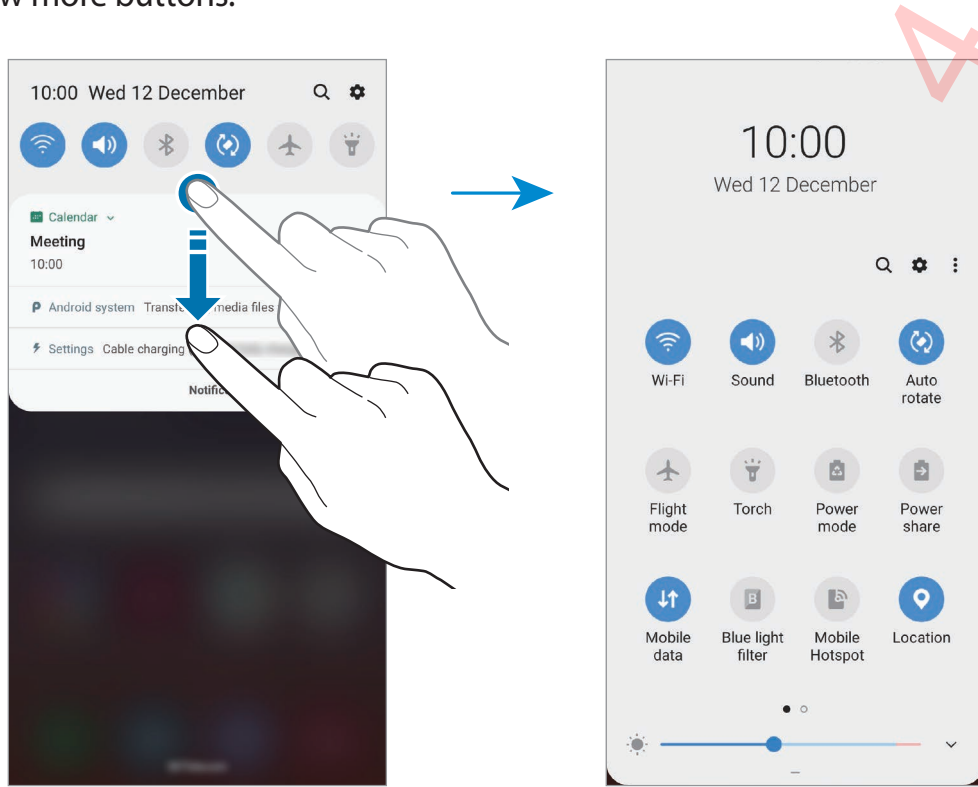 w more buttons.
10:00 Wed 12 December
Calendar
Meeting
10:00
Android system Transfe media files
Settings Cable charging
Notific
10:00
Wed 12 December
Wi-Fi
Sound
Bluetooth
Auto
rotate
Flight
mode
Torch
Power
mode
Power
share
Mobile
data
Blue light
filter
Mobile
Hotspot
Location